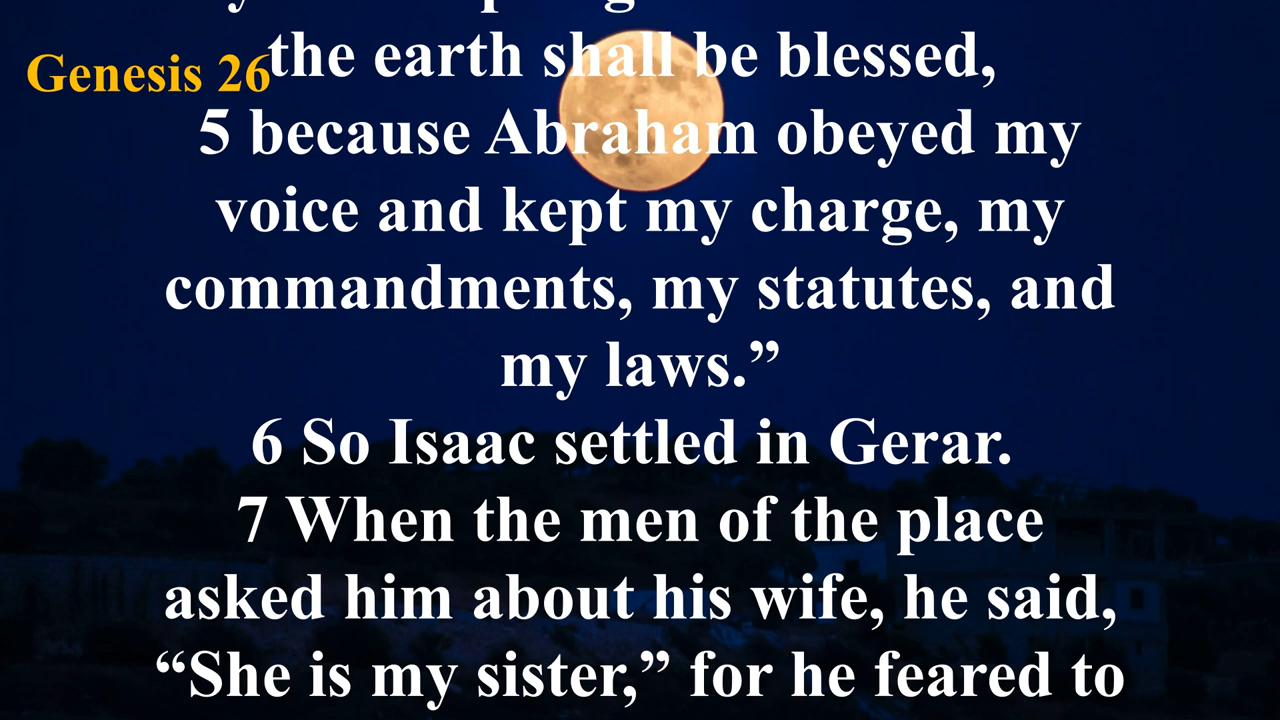 Genesis 26
the earth shall be blessed,
5 because Abraham obeyed my
voice and kept my charge, my
commandments, my statutes, and
my laws.”
6 So Isaac settled in Gerar.
7 When the men of the place
asked him about his wife, he said,
“She is my sister,” for he feared to